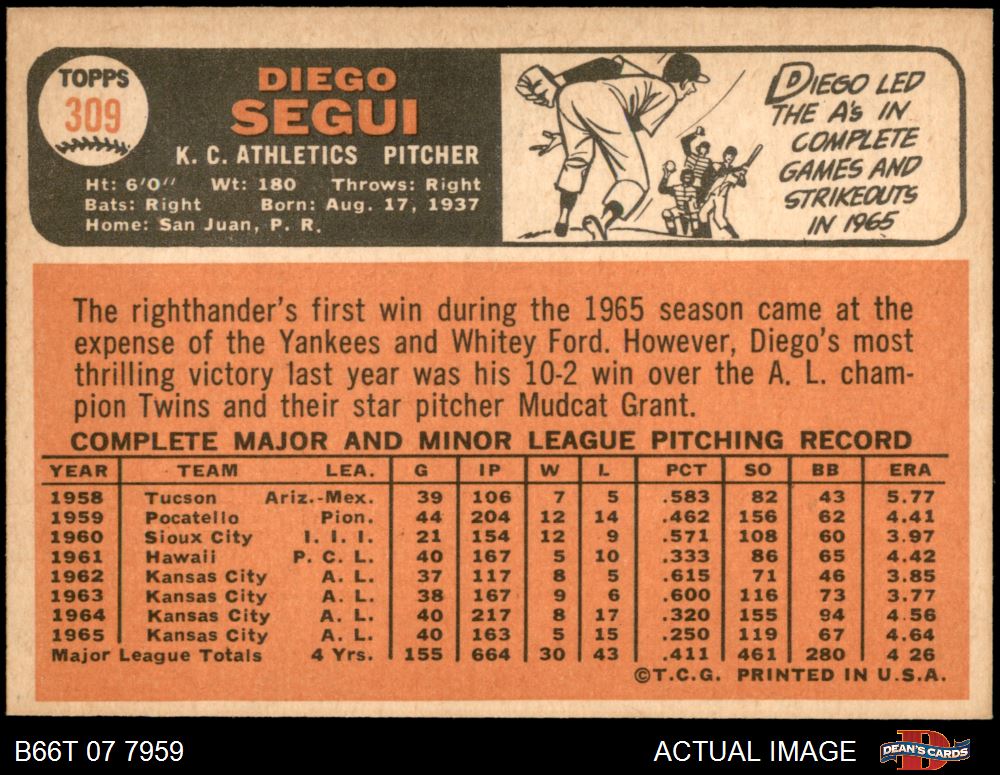 TOPPS
309
DIEGO
SEGUI
K. C. ATHLETICS PITCHER
Ht: 6'0" Wt: 180 Throws: Right
Bats: Right Born: Aug. 17, 1937
Home: San Juan, P. R.
DIEGO LED
THE A's IN
COMPLETE
GAMES AND
STRIKEOUTS
IN 1965
The righthander's first win during the 1965 season came at the
expense of the Yankees and Whitey Ford. However, Diego's most
thrilling victory last year was his 10-2 win over the A. L. cham-
pion Twins and their star pitcher Mudcat Grant.
COMPLETE MAJOR AND MINOR LEAGUE PITCHING RECORD
YEAR TEAM LEA. G IP W L PCT SO BB ERA
1958 Tucson Ariz.-Mex. 39 106 7 5 .583 82 43 5.77
1959 Pocatello Pion. 44 204 12 14 .462 156 62 4.41
1960 Sioux City I. I. I. 21 154 12 9 .571 108 60 3.97
1961 Hawaii P. C. L. 40 167 5 10 .333 86 65 4.42
1962 Kansas City A. L. 37 117 8 5 .615 71 46 3.85
1963 Kansas City A. L. 38 167 9 6 .600 116 73 3.77
1964 Kansas City A. L. 40 217 8 17 .320 155 94 4.56
1965 Kansas City A. L. 40 163 5 15 .250 119 67 4.64
Major League Totals 4 Yrs. 155 664 30 43 .411 461 280 4 26
©T.C.G. PRINTED IN U.S.A.
B66T 07 7959
ACTUAL IMAGE
DEAN'S CARDS